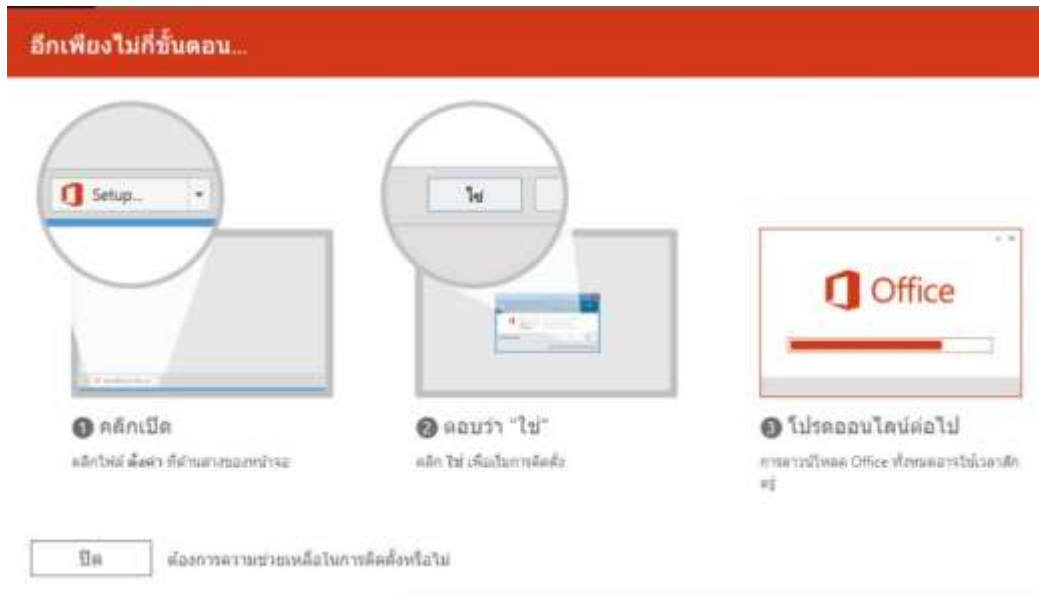 อีกเพียงไม่กี่ขั้นตอน...
Setup...
ใช่
Office
1 คลิกเปิด
คลิกไฟล์ ตั้งค่า ที่ด้านล่างของหน้าจอ
2 ตอบว่า "ใช่"
คลิก ใช่ เพื่อเริ่มการติดตั้ง
3 โปรดออนไลน์ต่อไป
การดาวน์โหลด Office ทั้งหมดอาจใช้เวลาสัก
ครู่
ปิด
ต้องการความช่วยเหลือในการติดตั้งหรือไม่